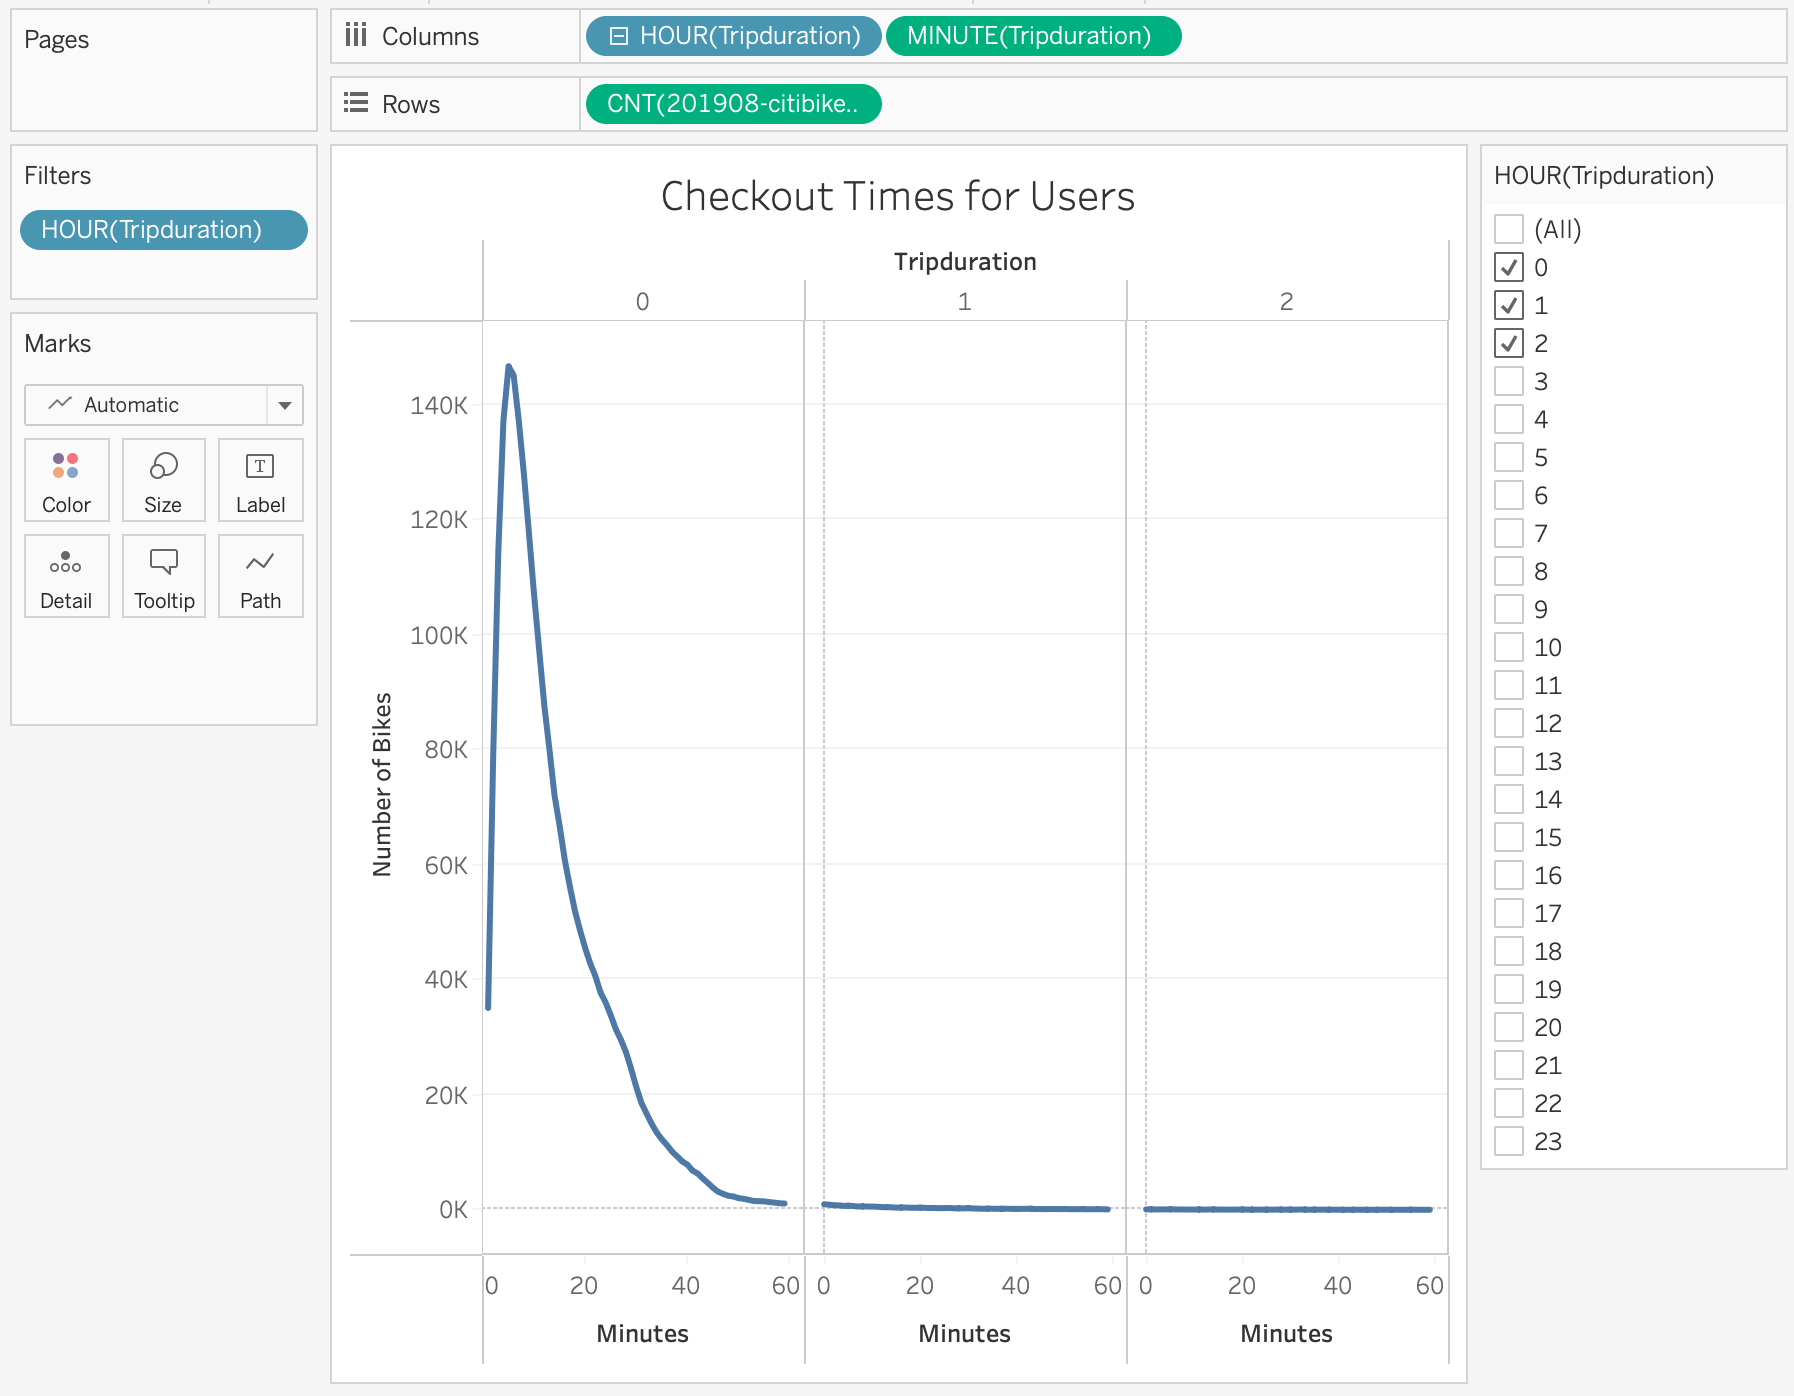 Pages
Columns
HOUR(Tripduration)
MINUTE(Tripduration)
Rows
CNT(201908-citibike..
Filters
HOUR(Tripduration)
Marks
Automatic
Color
Size
Label
Detail
Tooltip
Path
Checkout Times for Users
Tripduration
0
1
2
Number of Bikes
140K
120K
100K
80K
60K
40K
20K
0K
0 20 40 60
0 20 40 60
0 20 40 60
Minutes
Minutes
Minutes
HOUR(Tripduration)
(All)
0
1
2
3
4
5
6
7
8
9
10
11
12
13
14
15
16
17
18
19
20
21
22
23